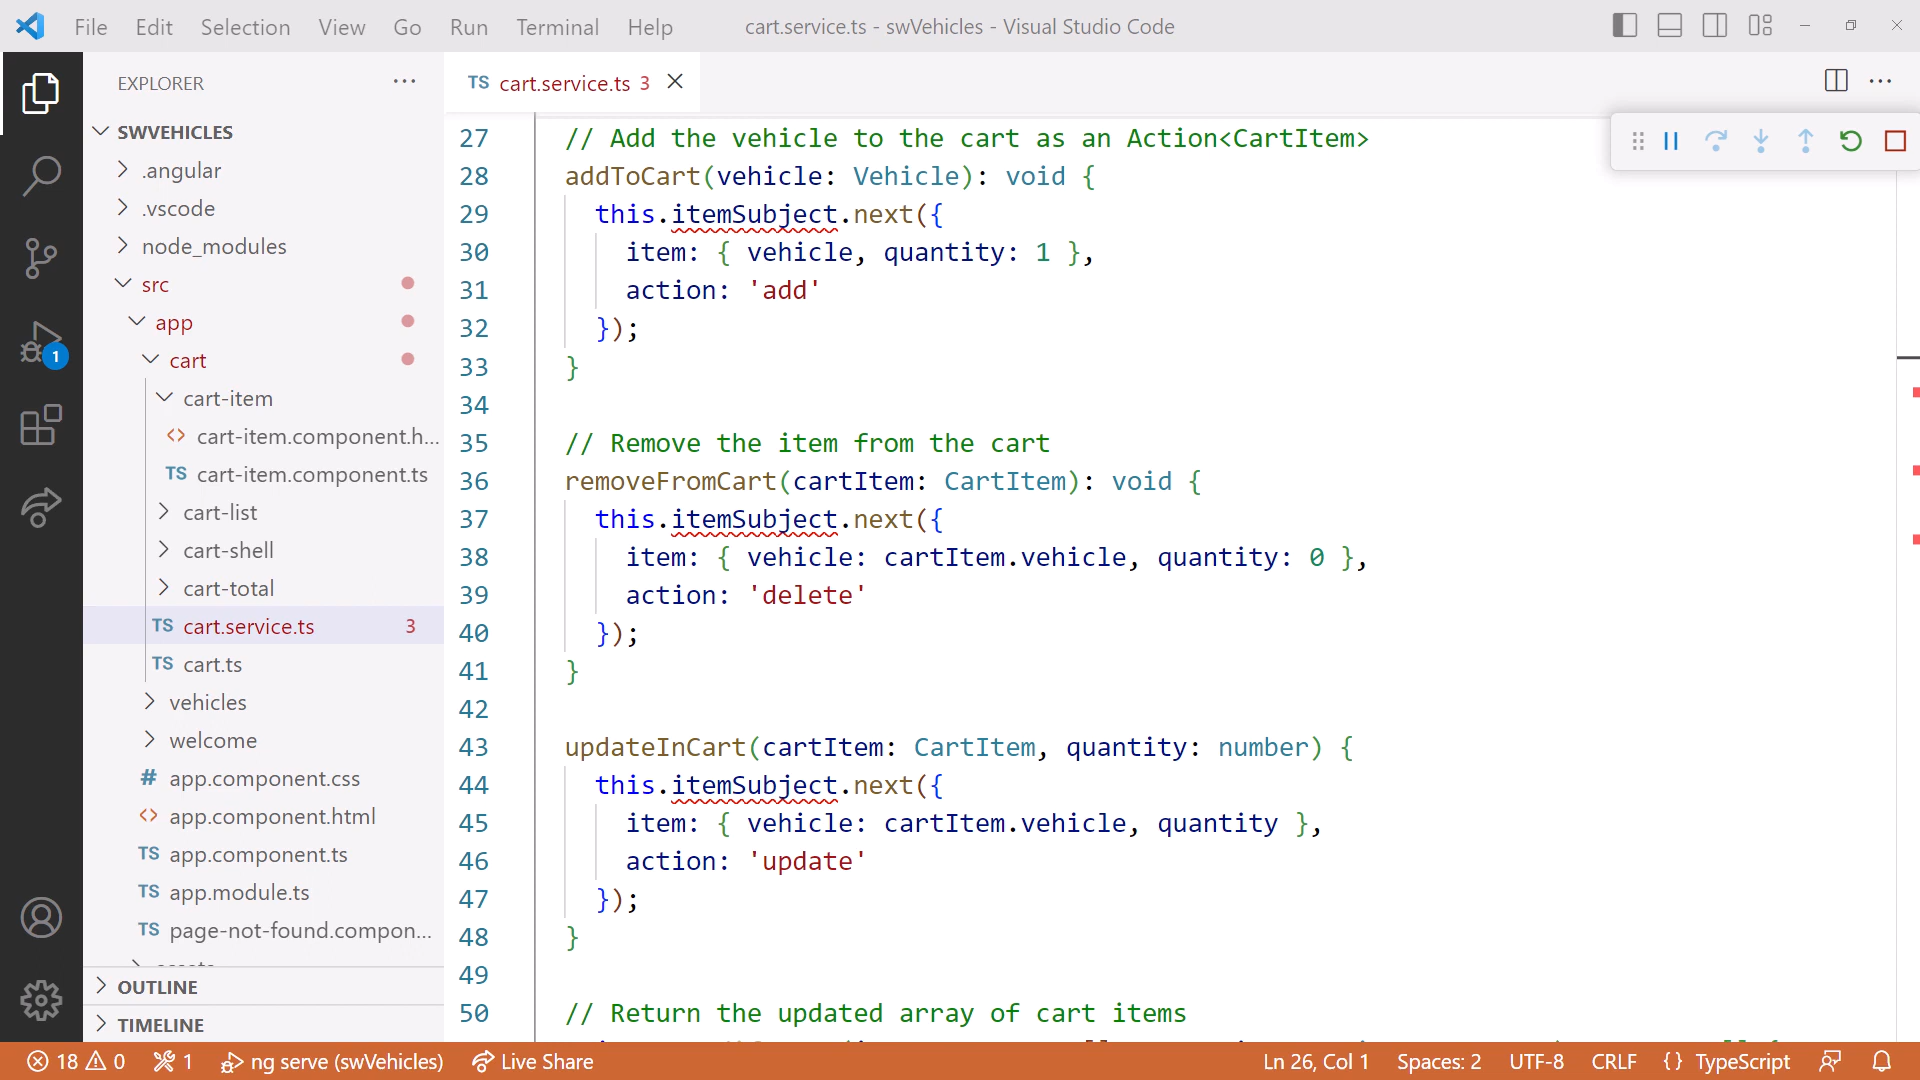 File Edit Selection View Go Run Terminal Help
cart.service.ts - swVehicles - Visual Studio Code
EXPLORER
SWVEHICLES
.angular
.vscode
node_modules
src
app
cart
cart-item
<> cart-item.component.h...
TS cart-item.component.ts
cart-list
cart-shell
cart-total
TS cart.service.ts 3
TS cart.ts
vehicles
welcome
# app.component.css
<> app.component.html
TS app.component.ts
TS app.module.ts
TS page-not-found.compon...
OUTLINE
TIMELINE
1
TS cart.service.ts 3
27 // Add the vehicle to the cart as an Action<CartItem>
28 addToCart(vehicle: Vehicle): void {
29 this.itemSubject.next({
30 item: { vehicle, quantity: 1 },
31 action: 'add'
32 });
33 }
34
35 // Remove the item from the cart
36 removeFromCart(cartItem: CartItem): void {
37 this.itemSubject.next({
38 item: { vehicle: cartItem.vehicle, quantity: 0 },
39 action: 'delete'
40 });
41 }
42
43 updateInCart(cartItem: CartItem, quantity: number) {
44 this.itemSubject.next({
45 item: { vehicle: cartItem.vehicle, quantity },
46 action: 'update'
47 });
48 }
49
50 // Return the updated array of cart items
18 0 1 ng serve (swVehicles) Live Share Ln 26, Col 1 Spaces: 2 UTF-8 CRLF {} TypeScript